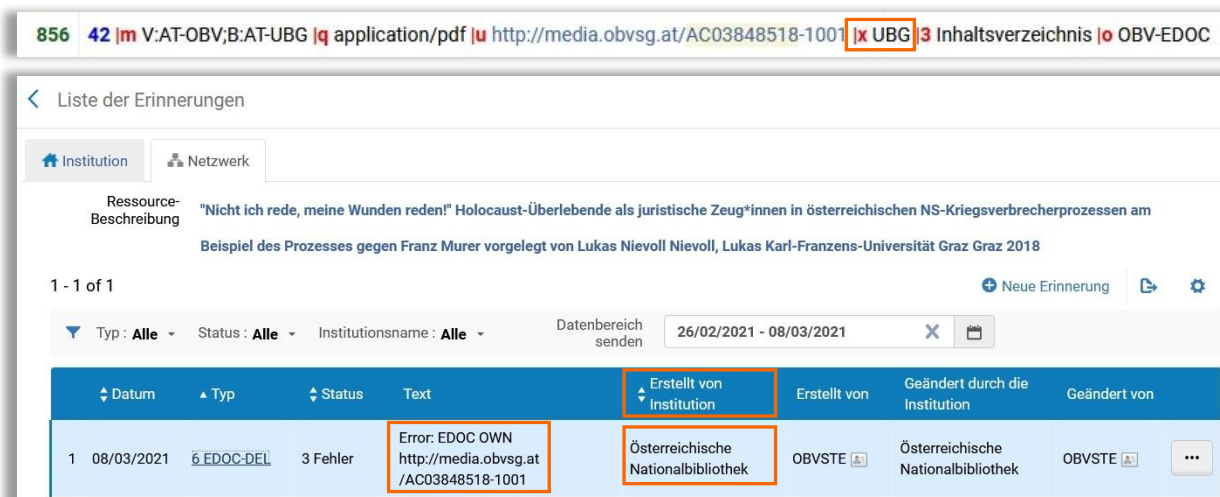 856 42 |m V:AT-OBV;B:AT-UBG |q application/pdf |u http://media.obvsg.at/AC03848518-1001 |x UBG |3 Inhaltsverzeichnis |o OBV-EDOC
Liste der Erinnerungen
Institution Netzwerk
Ressource-
Beschreibung
"Nicht ich rede, meine Wunden reden!" Holocaust-Überlebende als juristische Zeug*innen in österreichischen NS-Kriegsverbrecherprozessen am
Beispiel des Prozesses gegen Franz Murer vorgelegt von Lukas Nievoll Nievoll, Lukas Karl-Franzens-Universität Graz Graz 2018
1 - 1 of 1
Neue Erinnerung
Typ : Alle Status : Alle Institutionsname : Alle
Datenbereich
senden
26/02/2021 - 08/03/2021
Datum Typ Status Text
Erstellt von
Institution
Erstellt von
Geändert durch die
Institution
Geändert von
1 08/03/2021 6 EDOC-DEL 3 Fehler
Error: EDOC OWN
http://media.obvsg.at
/AC03848518-1001
Österreichische
Nationalbibliothek
OBVSTE
Österreichische
Nationalbibliothek
OBVSTE